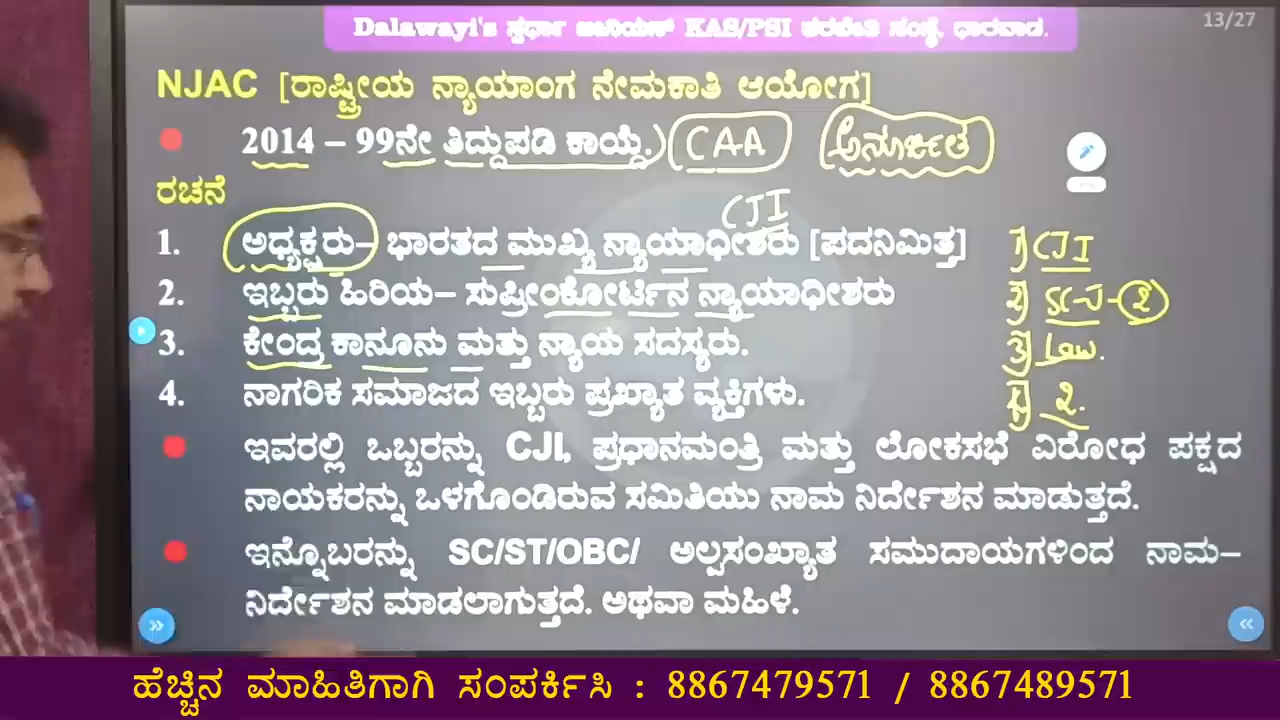 Dalawayi's ಸ್ಪರ್ಧಾ ಜೀನಿಯಸ್ KAS/PSI ತರಬೇತಿ ಸಂಸ್ಥೆ, ಧಾರವಾಡ.
13/27
NJAC [ರಾಷ್ಟ್ರೀಯ ನ್ಯಾಯಾಂಗ ನೇಮಕಾತಿ ಆಯೋಗ]
2014 – 99ನೇ ತಿದ್ದುಪಡಿ ಕಾಯ್ದೆ. CAA
ರಚನೆ
CJI
1. ಅಧ್ಯಕ್ಷರು– ಭಾರತದ ಮುಖ್ಯ ನ್ಯಾಯಾಧೀಶರು [ಪದನಿಮಿತ್ತ] 1) CJI
2. ಇಬ್ಬರು ಹಿರಿಯ– ಸುಪ್ರೀಂಕೋರ್ಟಿನ ನ್ಯಾಯಾಧೀಶರು 2) SC-J-2
3. ಕೇಂದ್ರ ಕಾನೂನು ಮತ್ತು ನ್ಯಾಯ ಸದಸ್ಯರು. 3) Law.
4. ನಾಗರಿಕ ಸಮಾಜದ ಇಬ್ಬರು ಪ್ರಖ್ಯಾತ ವ್ಯಕ್ತಿಗಳು. 4) 2.
ಇವರಲ್ಲಿ ಒಬ್ಬರನ್ನು CJI, ಪ್ರಧಾನಮಂತ್ರಿ ಮತ್ತು ಲೋಕಸಭೆ ವಿರೋಧ ಪಕ್ಷದ
ನಾಯಕರನ್ನು ಒಳಗೊಂಡಿರುವ ಸಮಿತಿಯು ನಾಮ ನಿರ್ದೇಶನ ಮಾಡುತ್ತದೆ.
ಇನ್ನೊಬರನ್ನು SC/ST/OBC/ ಅಲ್ಪಸಂಖ್ಯಾತ ಸಮುದಾಯಗಳಿಂದ ನಾಮ–
ನಿರ್ದೇಶನ ಮಾಡಲಾಗುತ್ತದೆ. ಅಥವಾ ಮಹಿಳೆ.
ಹೆಚ್ಚಿನ ಮಾಹಿತಿಗಾಗಿ ಸಂಪರ್ಕಿಸಿ : 8867479571 / 8867489571